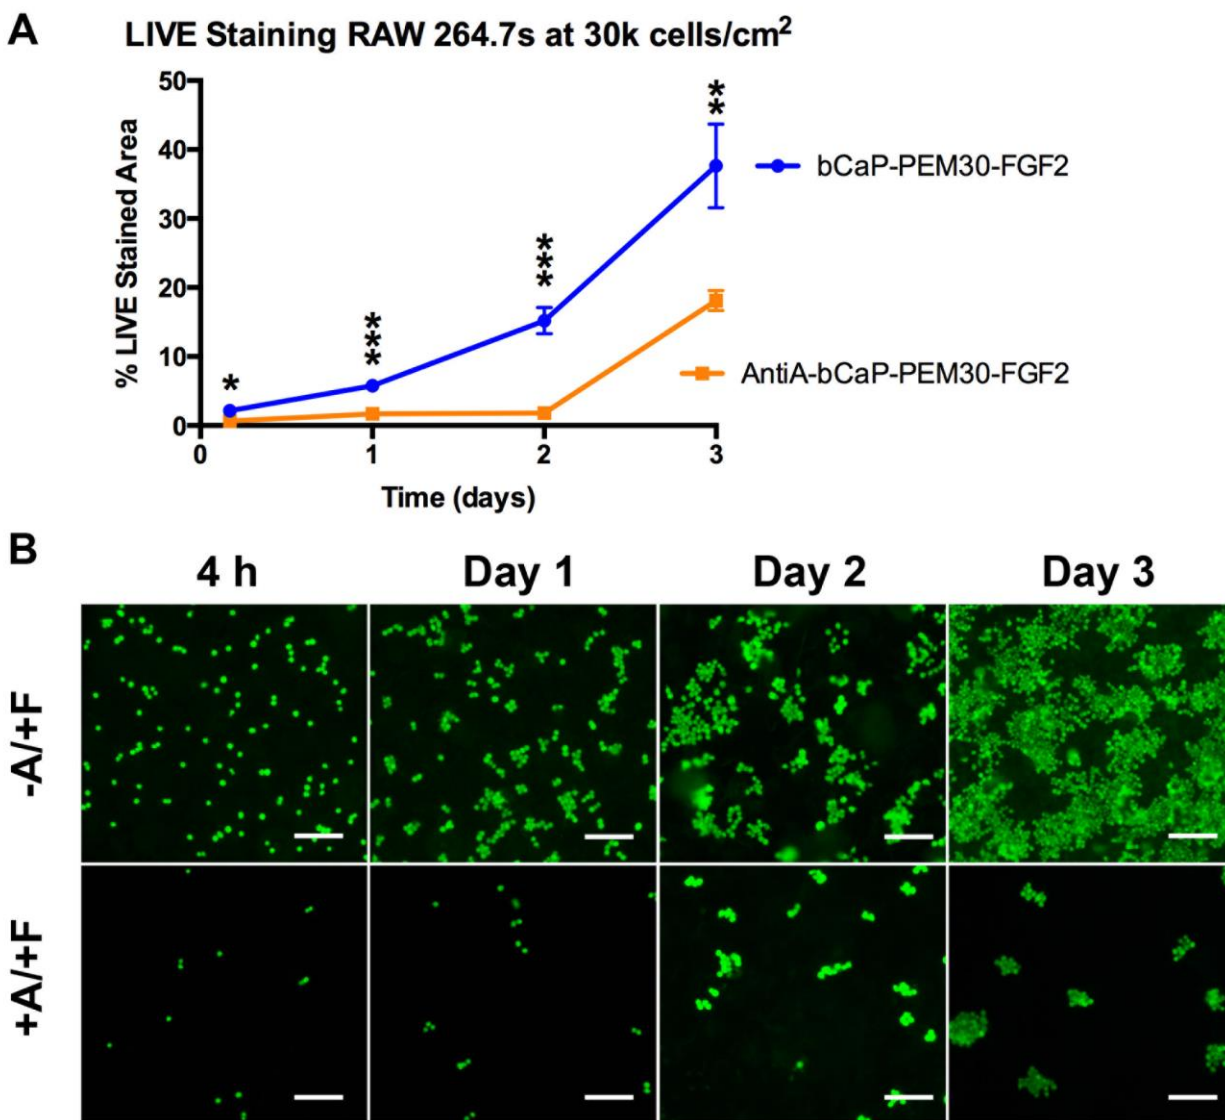 A
LIVE Staining RAW 264.7s at 30k cells/cm²
% LIVE Stained Area
50
40
30
20
10
0
*
***
***
**
bCaP-PEM30-FGF2
AntiA-bCaP-PEM30-FGF2
0 1 2 3
Time (days)
B
4 h Day 1 Day 2 Day 3
-A/+F
+A/+F